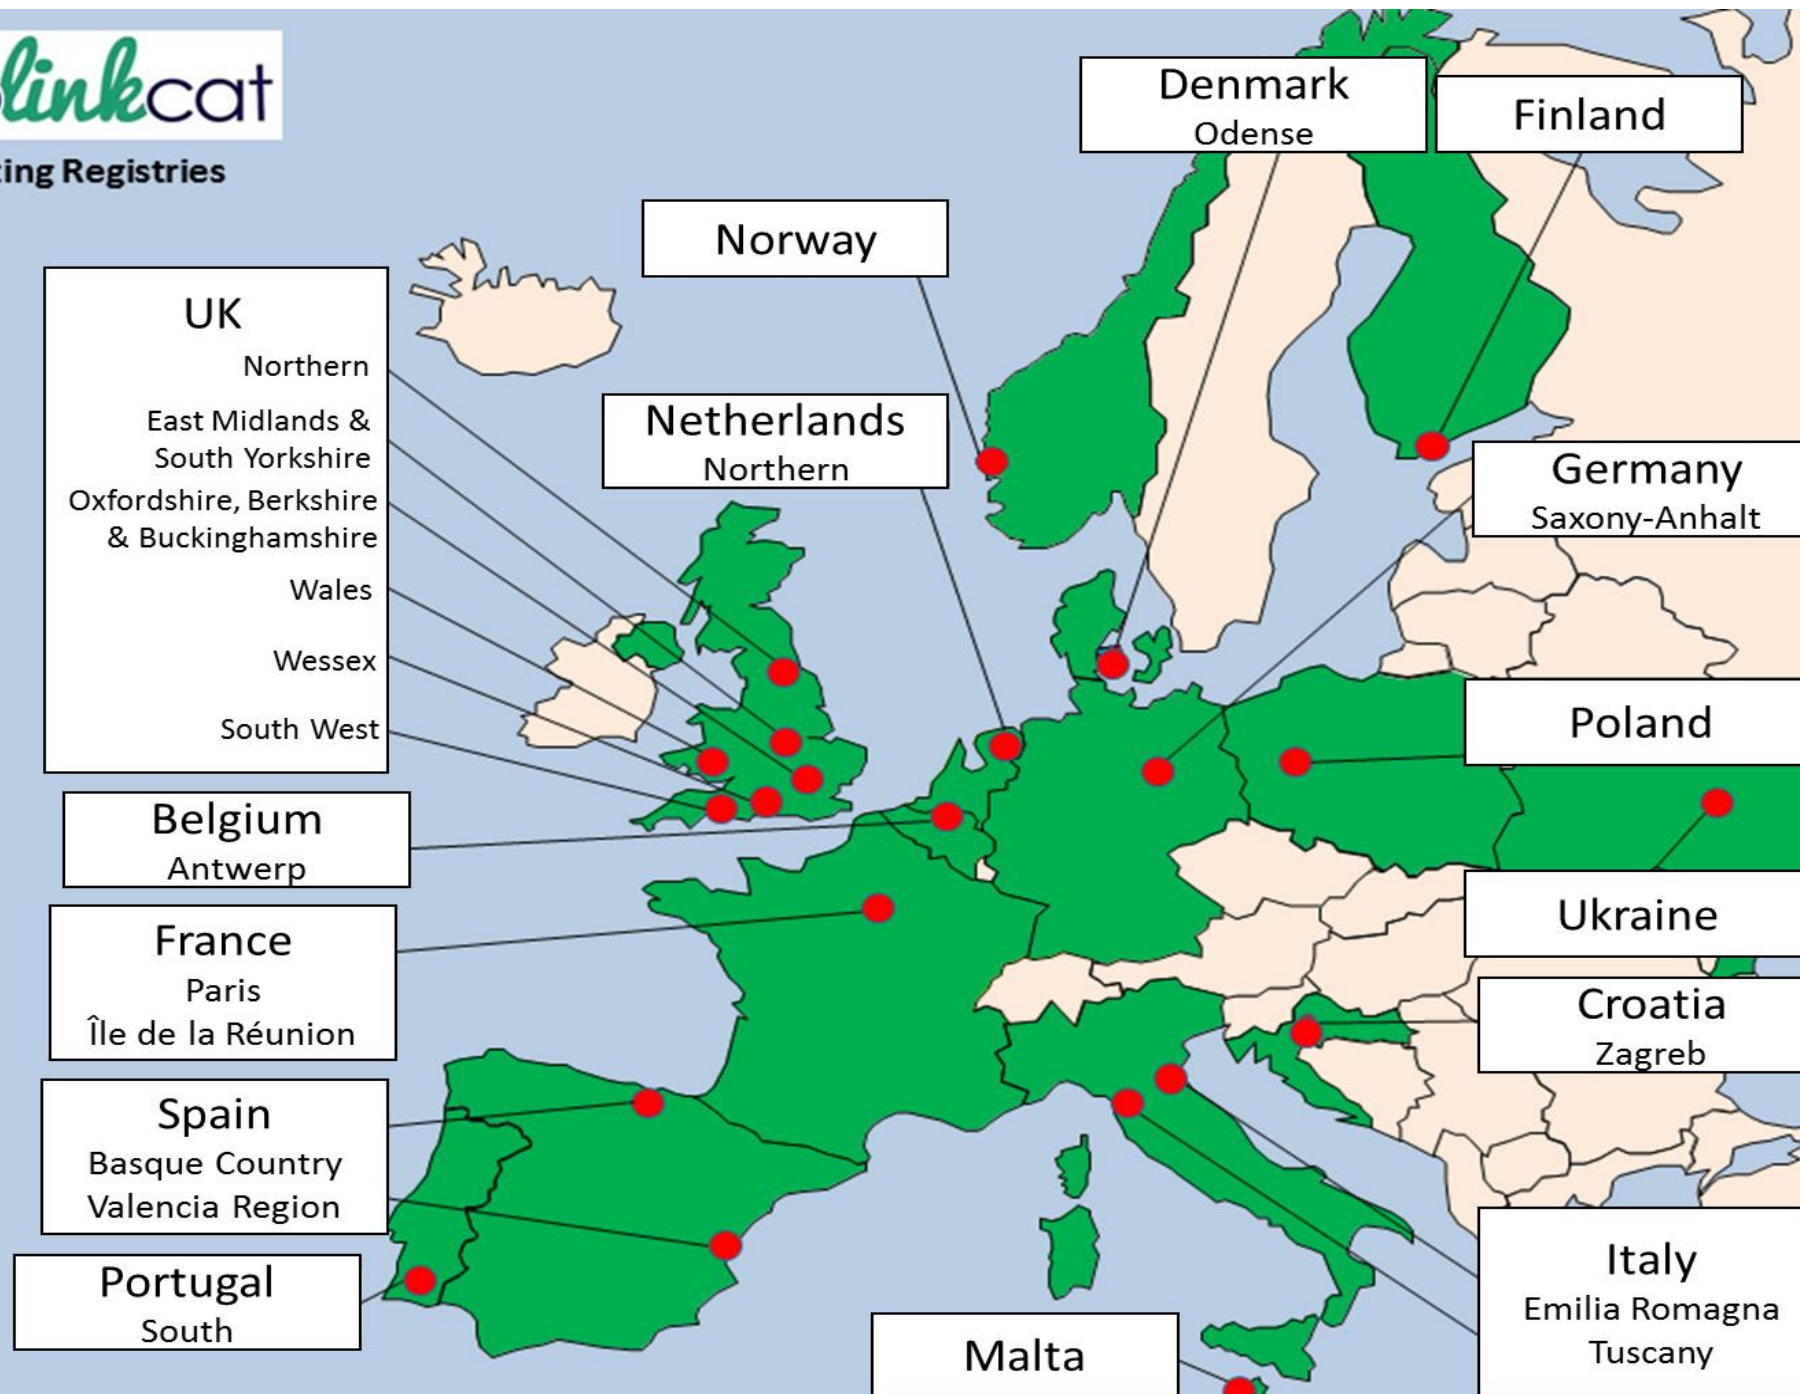 linkcat
ting Registries
Denmark
Odense
Finland
Norway
UK
Northern
East Midlands &
South Yorkshire
Oxfordshire, Berkshire
& Buckinghamshire
Wales
Wessex
South West
Netherlands
Northern
Germany
Saxony-Anhalt
Poland
Belgium
Antwerp
Ukraine
France
Paris
Île de la Réunion
Croatia
Zagreb
Spain
Basque Country
Valencia Region
Italy
Emilia Romagna
Tuscany
Portugal
South
Malta